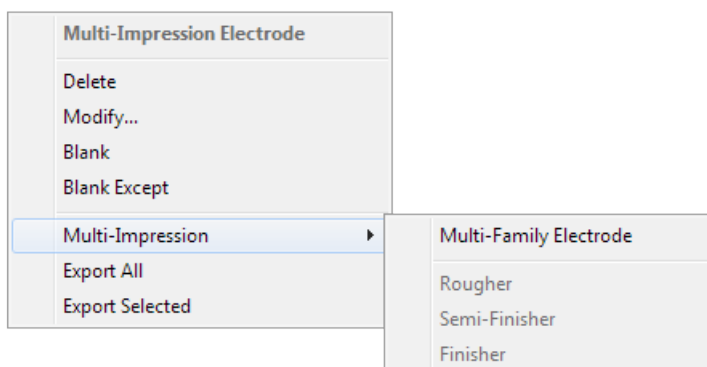 Multi-Impression Electrode
Delete
Modify...
Blank
Blank Except
Multi-Impression
Export All
Export Selected
Multi-Family Electrode
Rougher
Semi-Finisher
Finisher